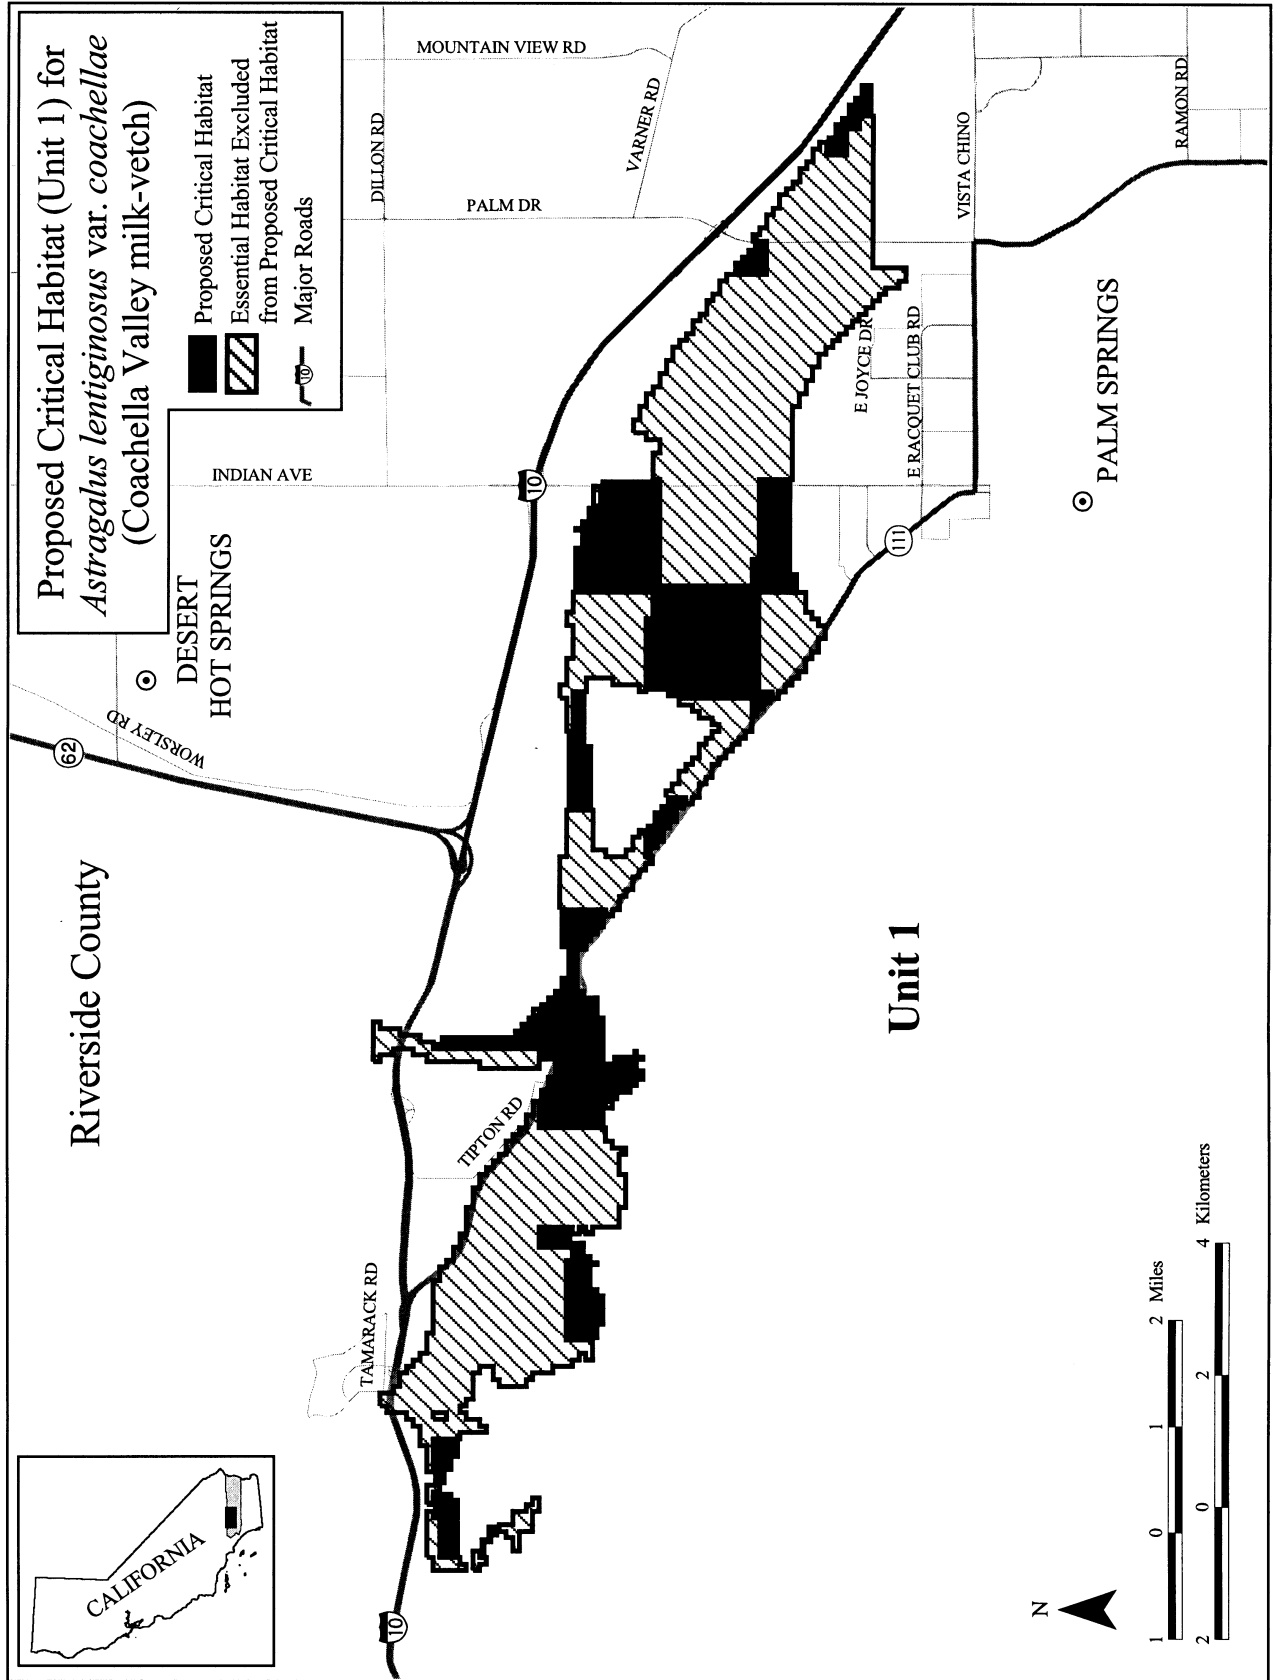 Proposed Critical Habitat (Unit 1) for
Astragalus lentiginosus var. coachellae
(Coachella Valley milk-vetch)
Proposed Critical Habitat
Essential Habitat Excluded
from Proposed Critical Habitat
10
Major Roads
CALIFORNIA
Riverside County
62
WORSLEY RD
DESERT
HOT SPRINGS
INDIAN AVE
DILLON RD
MOUNTAIN VIEW RD
PALM DR
VARNER RD
10
10
TAMARACK RD
TIPTON RD
VISTA CHINO
RAMON RD
E JOYCE DR
E RACQUET CLUB RD
111
PALM SPRINGS
Unit 1
N
1 0 1 2 Miles
2 0 2 4 Kilometers